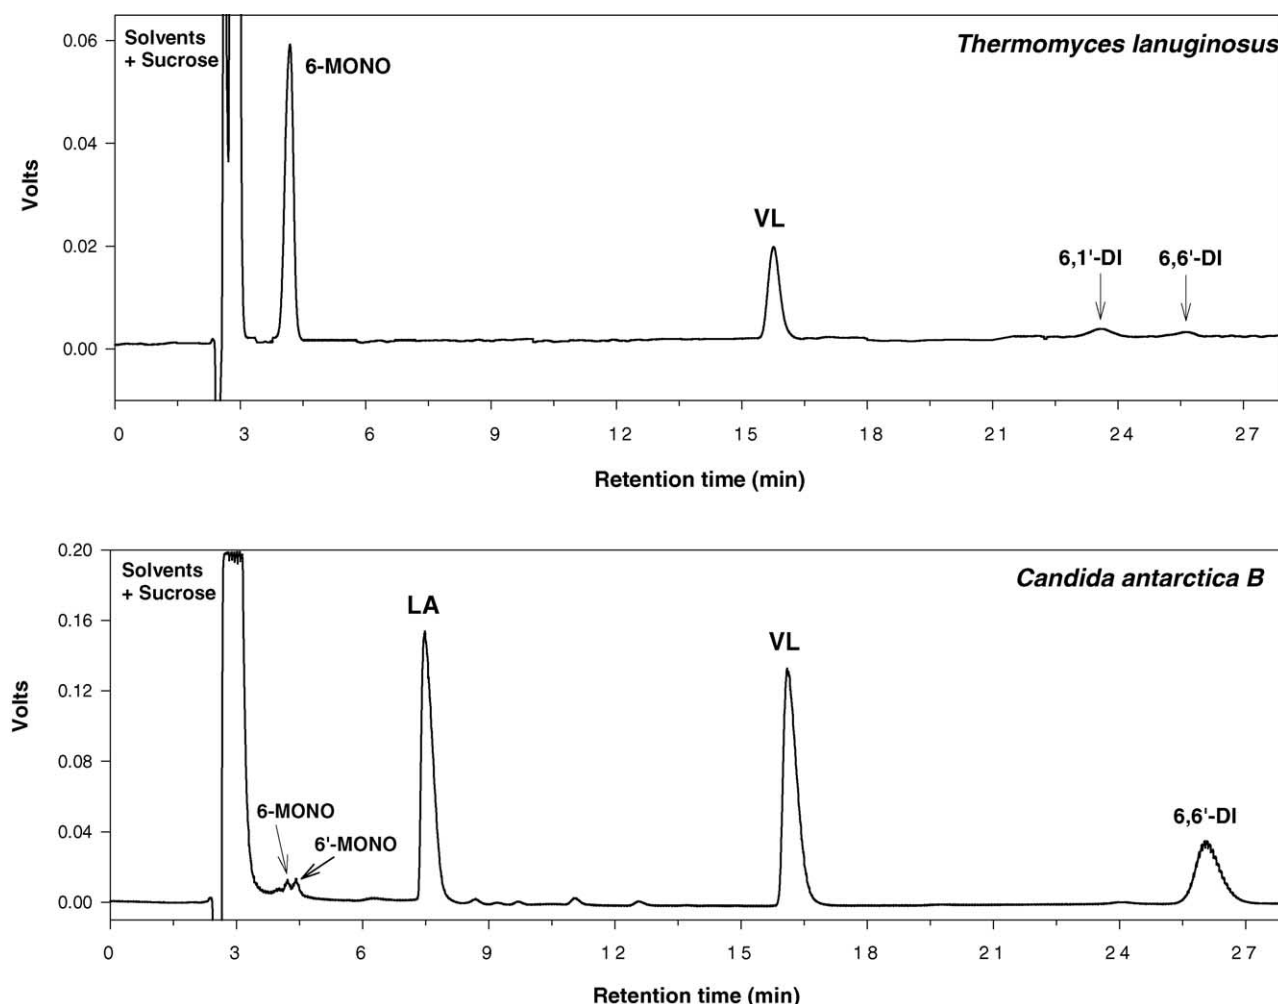 Solvents
+ Sucrose
6-MONO
Thermomyces lanuginosus
0.06
0.04
0.02
0.00
Volts
VL
6,1'-DI
6,6'-DI
0 3 6 9 12 15 18 21 24 27
Retention time (min)
0.20
0.16
0.12
0.08
0.04
0.00
Volts
Solvents
+ Sucrose
Candida antarctica B
LA
VL
6-MONO
6'-MONO
6,6'-DI
0 3 6 9 12 15 18 21 24 27
Retention time (min)